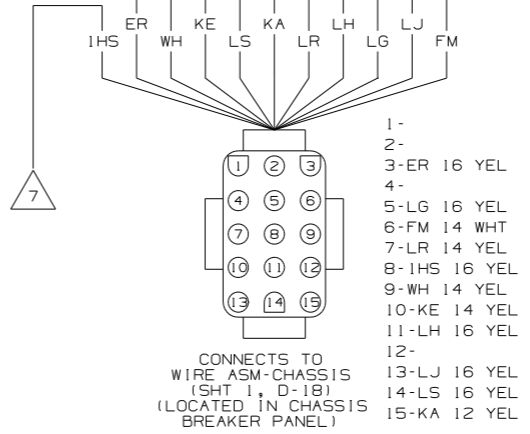 ER KE KA LH LJ
1HS WH LS LR LG FM
7
1 2 3
4 5 6
7 8 9
10 11 12
13 14 15
1-
2-
3-ER 16 YEL
4-
5-LG 16 YEL
6-FM 14 WHT
7-LR 14 YEL
8-1HS 16 YEL
9-WH 14 YEL
10-KE 14 YEL
11-LH 16 YEL
12-
13-LJ 16 YEL
14-LS 16 YEL
15-KA 12 YEL
CONNECTS TO
WIRE ASM-CHASSIS
(SHT 1, D-18)
(LOCATED IN CHASSIS
BREAKER PANEL)